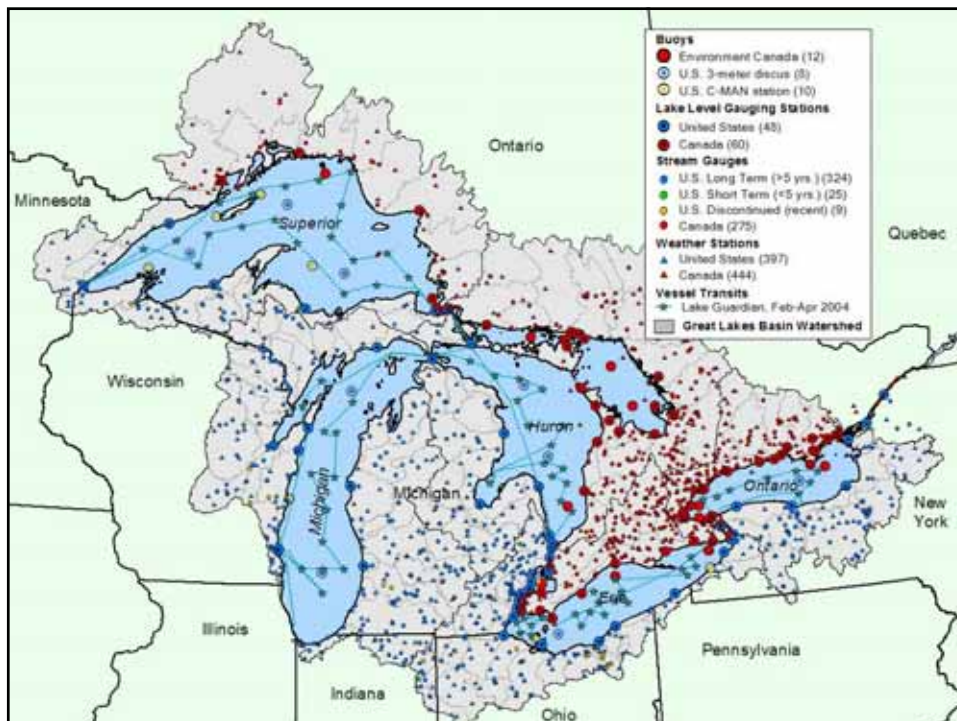 Buoys
Environment Canada (12)
U.S. 3-meter discus (8)
U.S. C-MAN station (10)
Lake Level Gauging Stations
United States (48)
Canada (60)
Stream Gauges
U.S. Long Term (>5 yrs.) (324)
U.S. Short Term (<5 yrs.) (25)
U.S. Discontinued (recent) (9)
Canada (275)
Weather Stations
United States (397)
Canada (444)
Vessel Transits
Lake Guardian, Feb-Apr 2004
Great Lakes Basin Watershed
Ontario
Minnesota
Superior
Quebec
Wisconsin
Huron
Michigan
Michigan
Ontario
New
York
Erie
Illinois
Pennsylvania
Indiana
Ohio